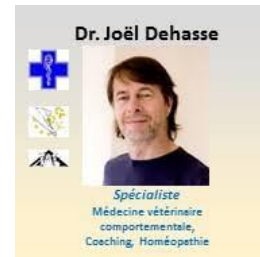 Dr. Joël Dehasse
Spécialiste
Médecine vétérinaire
comportementale,
Coaching, Homéopathie